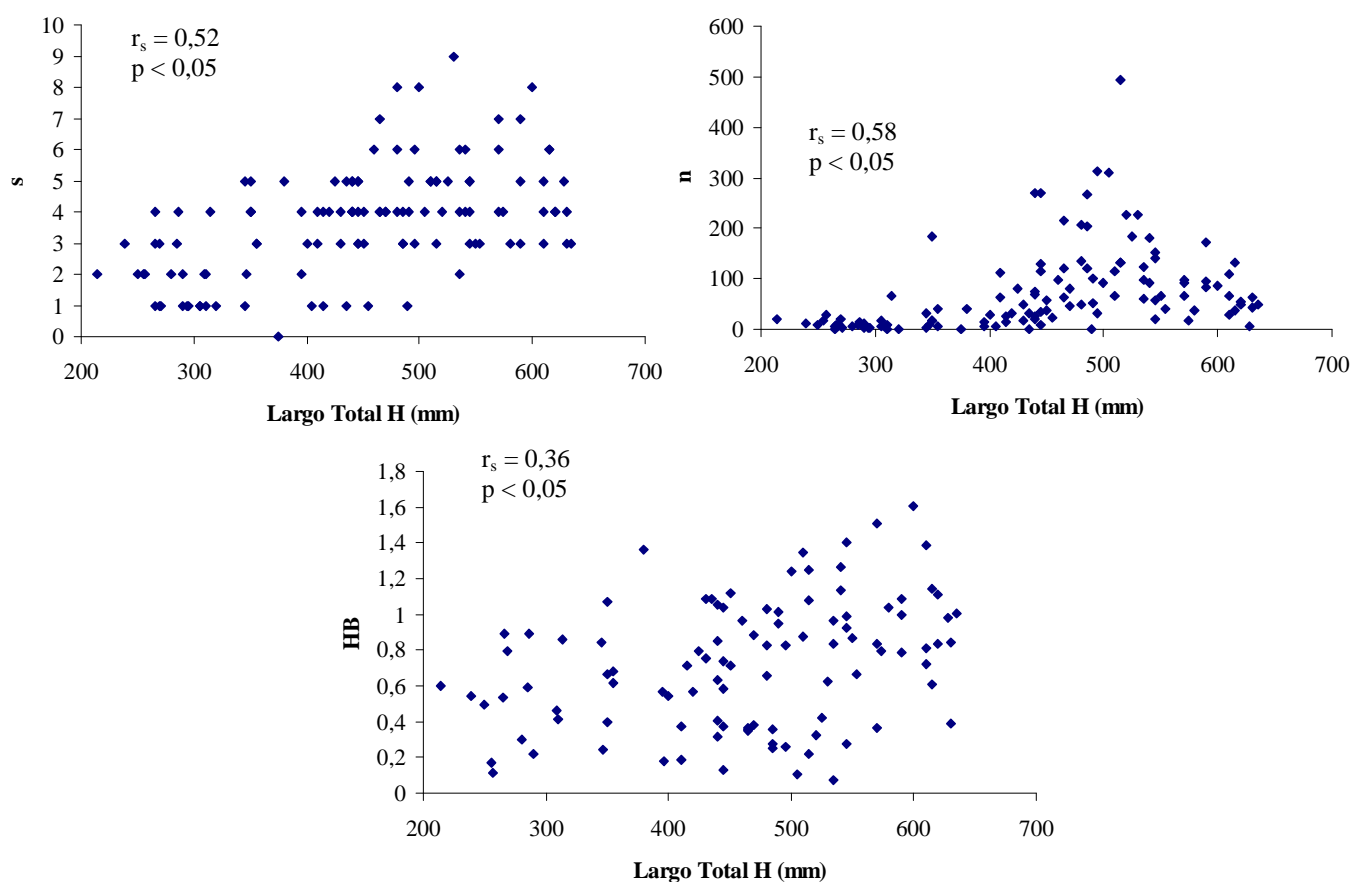 r_s = 0,52
p < 0,05
s
10
9
8
7
6
5
4
3
2
1
0
200 300 400 500 600 700
Largo Total H (mm)
r_s = 0,58
p < 0,05
n
600
500
400
300
200
100
0
200 300 400 500 600 700
Largo Total H (mm)
r_s = 0,36
p < 0,05
HB
1,8
1,6
1,4
1,2
1
0,8
0,6
0,4
0,2
0
200 300 400 500 600 700
Largo Total H (mm)